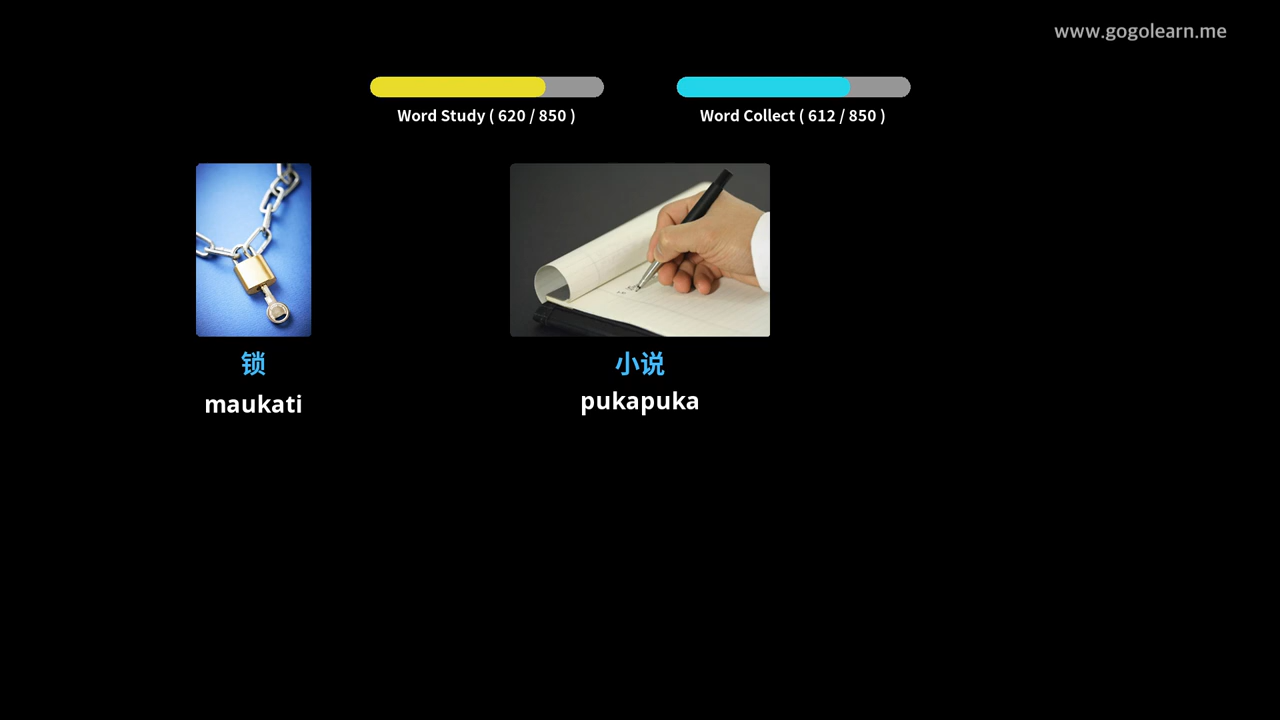 www.gogolearn.me
Word Study ( 620 / 850 )
Word Collect ( 612 / 850 )
锁
小说
maukati
pukapuka